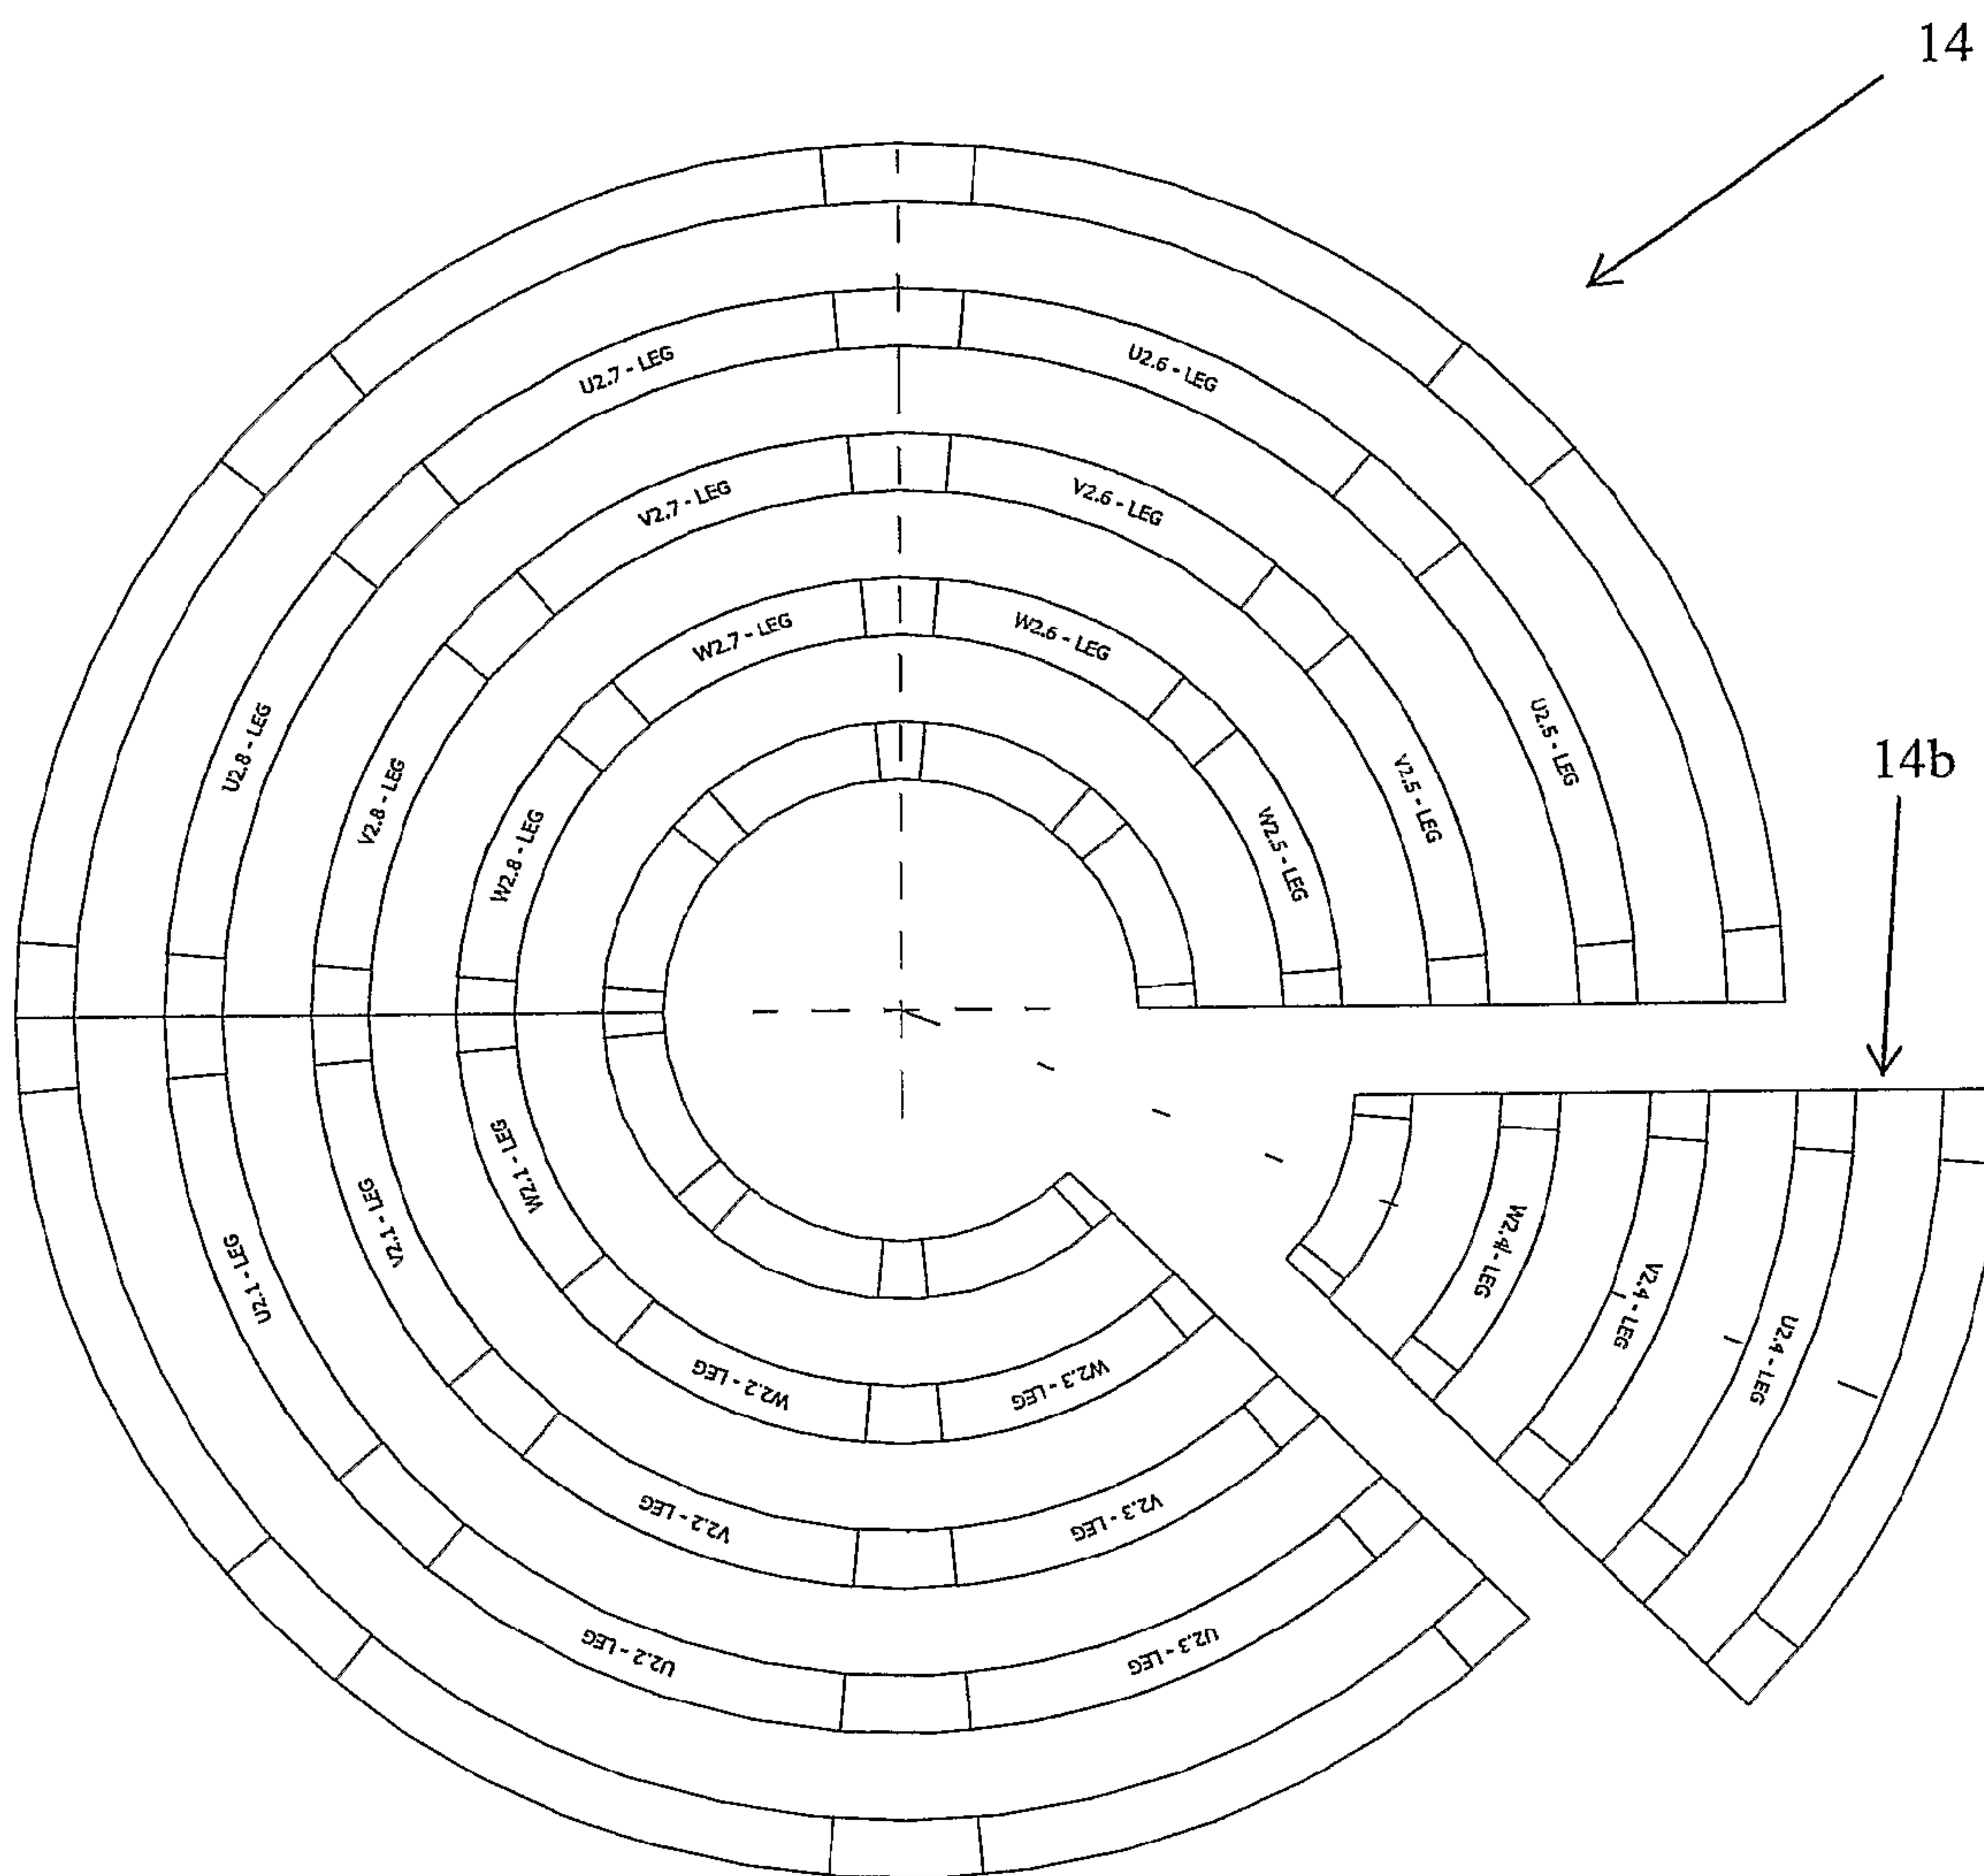 14
U2.7 - LEG
U2.6 - LEG
V2.7 - LEG
V2.6 - LEG
W2.7 - LEG
W2.6 - LEG
U2.8 - LEG
V2.8 - LEG
W2.8 - LEG
W2.5 - LEG
V2.5 - LEG
U2.5 - LEG
14b
W2.1 - LEG
V2.1 - LEG
U2.1 - LEG
W2.4 - LEG
V2.4 - LEG
U2.4 - LEG
W2.2 - LEG
W2.3 - LEG
V2.2 - LEG
V2.3 - LEG
U2.2 - LEG
U2.3 - LEG